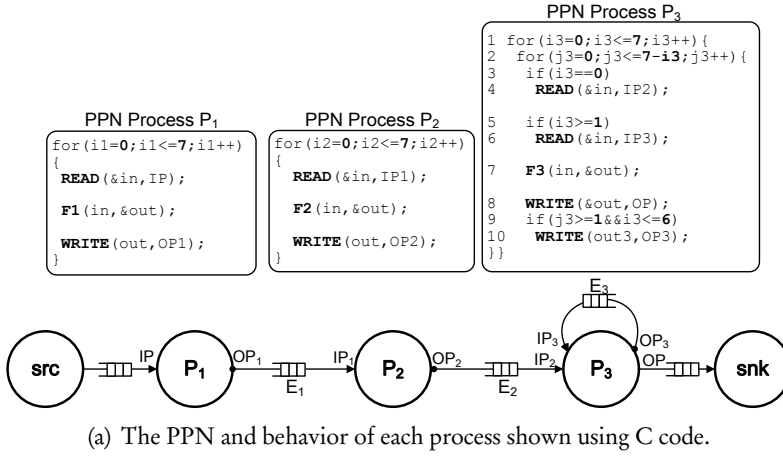 PPN Process P1
for(i1=0;i1<=7;i1++)
{
READ(&in,IP);
F1(in,&out);
WRITE(out,OP1);
}
PPN Process P2
for(i2=0;i2<=7;i2++)
{
READ(&in,IP1);
F2(in,&out);
WRITE(out,OP2);
}
PPN Process P3
1 for(i3=0;i3<=7;i3++){
2 for(j3=0;j3<=7-i3;j3++){
3 if(i3==0)
4 READ(&in,IP2);
5 if(i3>=1)
6 READ(&in,IP3);
7 F3(in,&out);
8 WRITE(&out,OP);
9 if(j3>=1&&i3<=6)
10 WRITE(out3,OP3);
}}
E3
IP3
OP3
src
IP
P1
OP1
E1
IP1
P2
OP2
E2
IP2
P3
OP
snk
(a) The PPN and behavior of each process shown using C code.